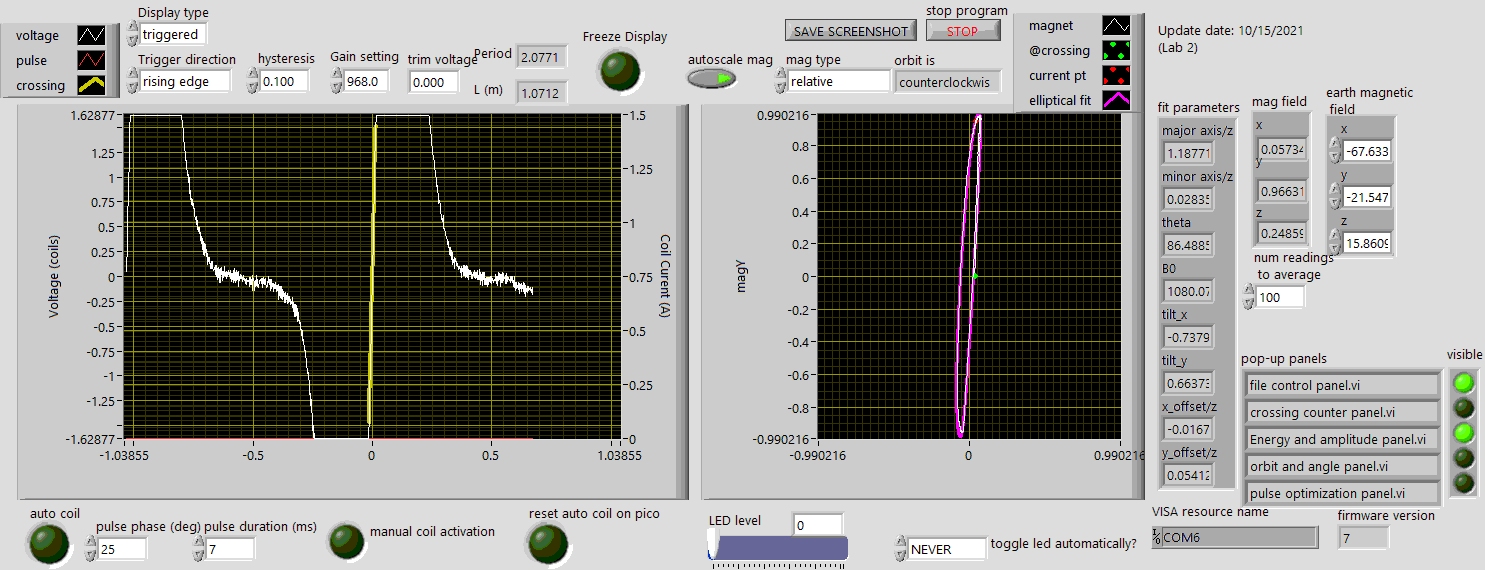 voltage
pulse
crossing
Display type
triggered
Trigger direction
rising edge
hysteresis
0.100
Gain setting
968.0
trim voltage
0.000
Period
2.0771
L (m)
1.0712
Freeze Display
SAVE SCREENSHOT
stop program
STOP
autoscale mag
mag type
relative
orbit is
counterclockwis
magnet
@crossing
current pt
elliptical fit
Update date: 10/15/2021
(Lab 2)
Voltage (coils)
1.62877
1.25
1
0.75
0.5
0.25
0
-0.25
-0.5
-0.75
-1
-1.25
-1.62877
-1.03855
-0.5
0
0.5
1.03855
1.5
1
0.75
0.5
0.25
0
Coil Current (A)
magY
0.990216
0.8
0.6
0.4
0.2
0
-0.2
-0.4
-0.6
-0.8
-0.990216
-0.990216
0
0.990216
fit parameters
major axis/z
1.18771
minor axis/z
0.02835
theta
86.4885
B0
1080.07
tilt_x
-0.7379
tilt_y
0.66373
x_offset/z
-0.0167
y_offset/z
0.05412
mag field
x
0.05734
y
0.96631
z
0.24859
earth magnetic
field
x
-67.633
y
-21.547
z
15.8609
num readings
to average
100
pop-up panels
visible
file control panel.vi
crossing counter panel.vi
Energy and amplitude panel.vi
orbit and angle panel.vi
pulse optimization panel.vi
auto coil
pulse phase (deg)
25
pulse duration (ms)
7
manual coil activation
reset auto coil on pico
LED level
0
NEVER
toggle led automatically?
VISA resource name
COM6
firmware version
7